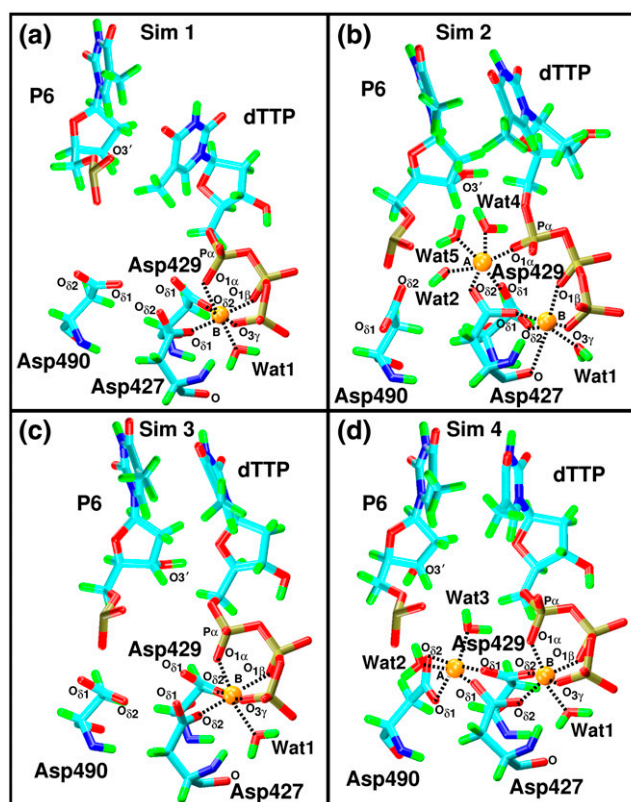 (a) Sim 1
P6
dTTP
O3′
Pα
Asp429
O1α
Oδ2
Oδ1
Oδ1
Oδ2
Oδ2
O1β
B
O3γ
Oδ1
Asp490
Wat1
Asp427
O
(b) Sim 2
dTTP
P6
O3′
Wat4
Pα
Wat5
A
O1α
Asp429
Oδ2
Wat2
Oδ2
Oδ1
O1β
B
Oδ1
Oδ1
Oδ2
O3γ
Wat1
Asp490
O
Asp427
(c) Sim 3
dTTP
P6
O3′
Pα
Asp429
O1α
Oδ1
Oδ2
B
O1β
Oδ1
Oδ1
Oδ2
Oδ2
O3γ
Wat1
Asp490
O
Asp427
(d) Sim 4
dTTP
P6
O3′
Wat3
Pα
Asp429
O1α
Wat2
Oδ2
A
Oδ1
Oδ2
B
O1β
Oδ1
Oδ1
Oδ2
O3γ
Wat1
Asp490
O
Asp427